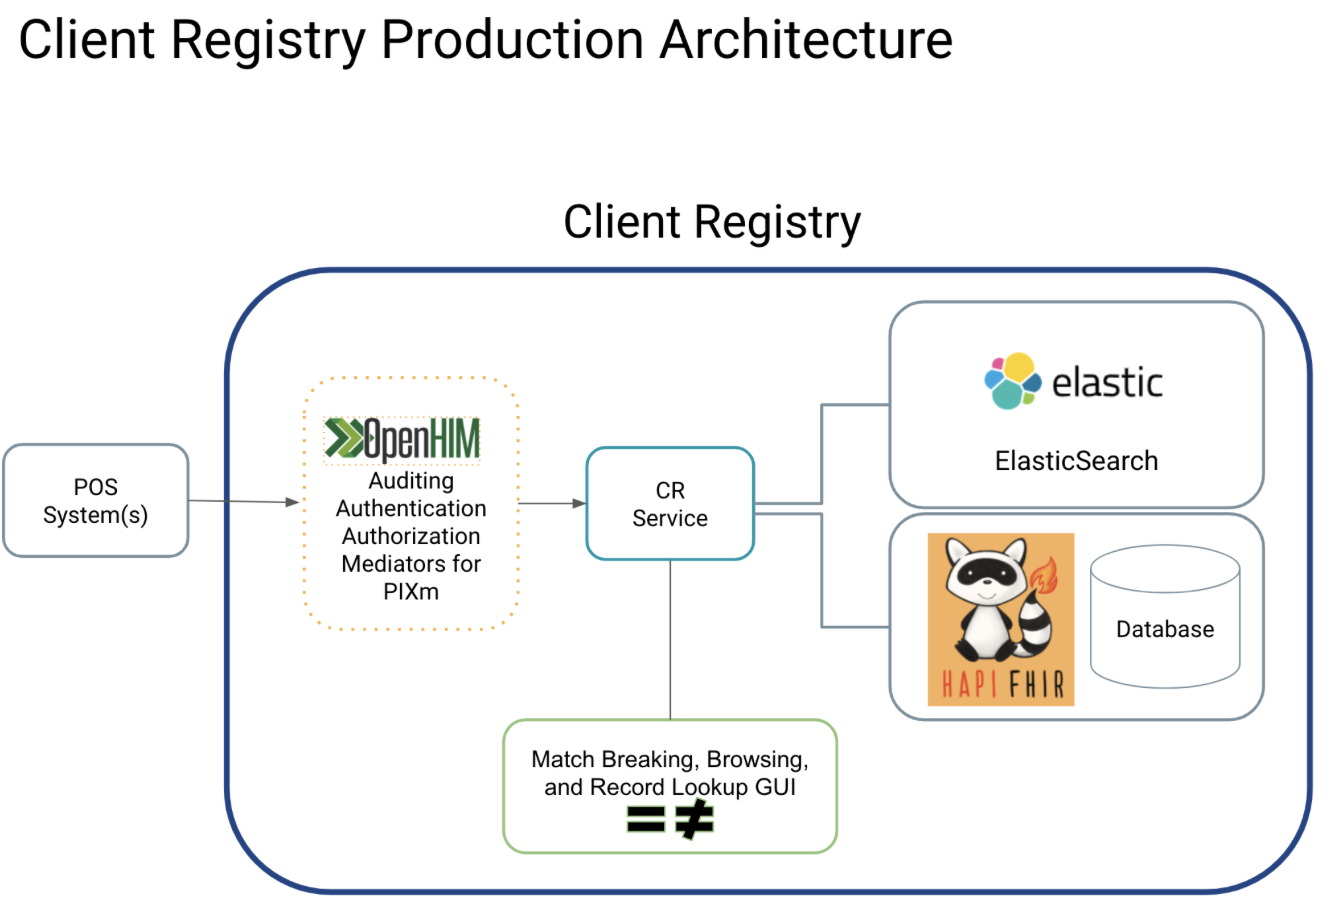 Client Registry Production Architecture
Client Registry
POS
System(s)
OpenHIM
Auditing
Authentication
Authorization
Mediators for
PIXm
CR
Service
elastic
ElasticSearch
HAPI FHIR
Database
Match Breaking, Browsing,
and Record Lookup GUI
= ≠